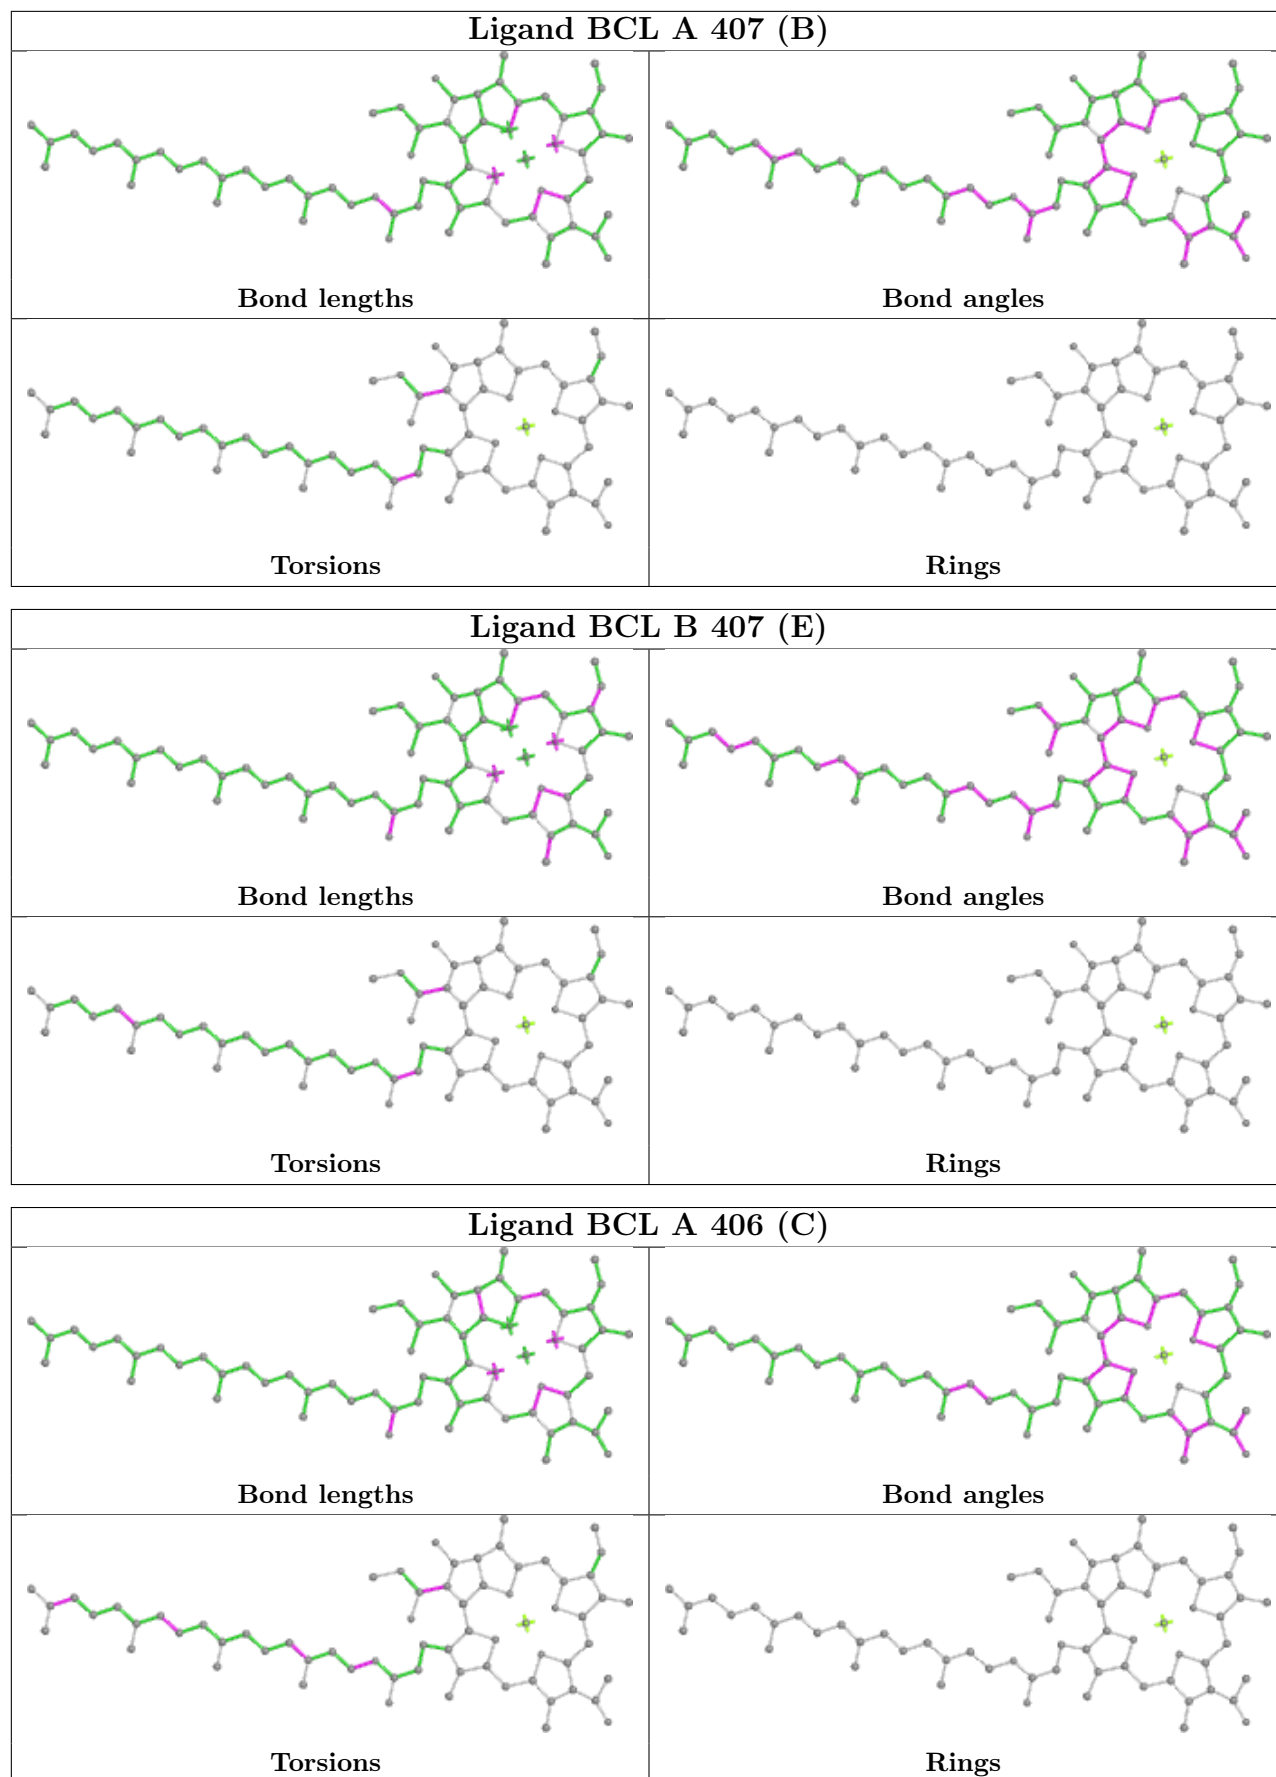 Ligand BCL A 407 (B)
Bond lengths
Bond angles
Torsions
Rings
Ligand BCL B 407 (E)
Bond lengths
Bond angles
Torsions
Rings
Ligand BCL A 406 (C)
Bond lengths
Bond angles
Torsions
Rings